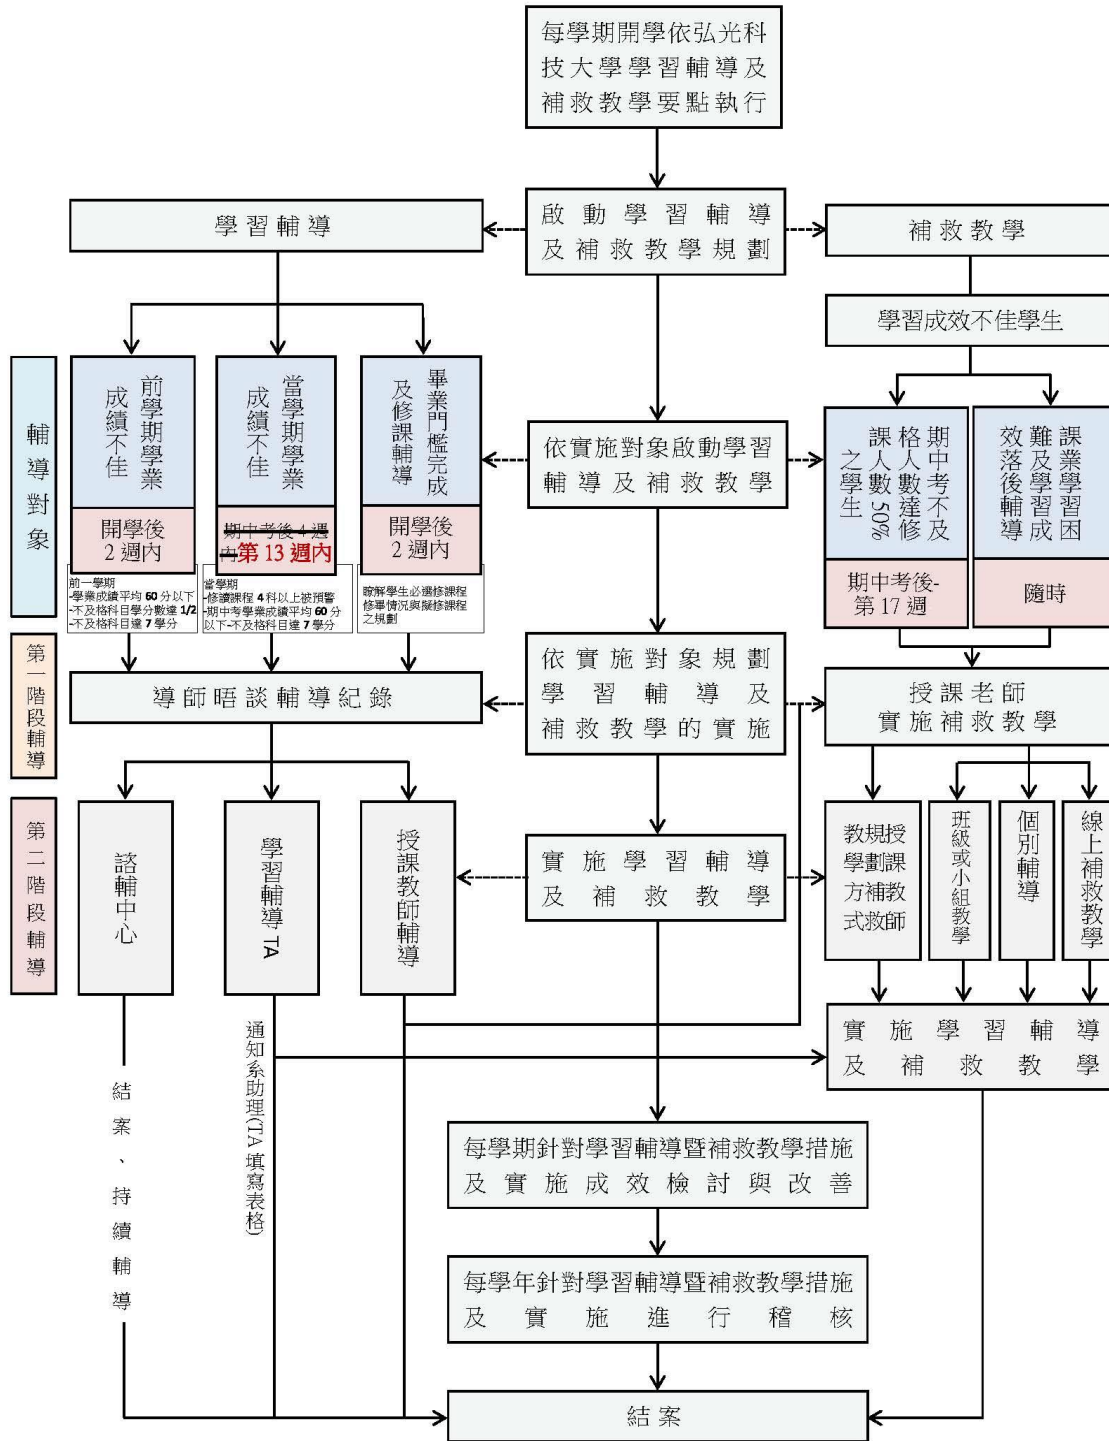 每學期開學依弘光科
技大學學習輔導及
補救教學要點執行
學習輔導
啟動學習輔導
及補救教學規劃
補救教學
學習成效不佳學生
輔導對象
前學期學業
成績不佳
開學後
2 週內
當學期學業
成績不佳
期中考後 4 週
內第 13 週內
畢業門檻完成
及修課輔導
開學後
2 週內
依實施對象啟動學習
輔導及補救教學
期中考不及
格人數達修
課人數 50%
之學生
期中考後-
第 17 週
課業學習困
難及學習成
效落後輔導
隨時
前一學期
-學業成績平均 60 分以下
-不及格科目學分數達 1/2
-不及格科目達 7 學分
當學期
-修讀課程 4 科以上被預警
-期中考學業成績平均 60 分
以下-不及格科目達 7 學分
瞭解學生必選修課程
修畢情況與擬修課程
之規劃
第一階段輔導
導師晤談輔導紀錄
依實施對象規劃
學習輔導及
補救教學的實施
授課老師
實施補救教學
第二階段輔導
諮輔中心
學習輔導 TA
授課教師輔導
實施學習輔導
及補救教學
授課教師
規劃補救
教學方式
班級或小組教學
個別輔導
線上補救教學
結案、持續輔導
通知系助理(TA 填寫表格)
實施學習輔導
及補救教學
每學期針對學習輔導暨補救教學措施
及實施成效檢討與改善
每學年針對學習輔導暨補救教學措施
及實施進行稽核
結案